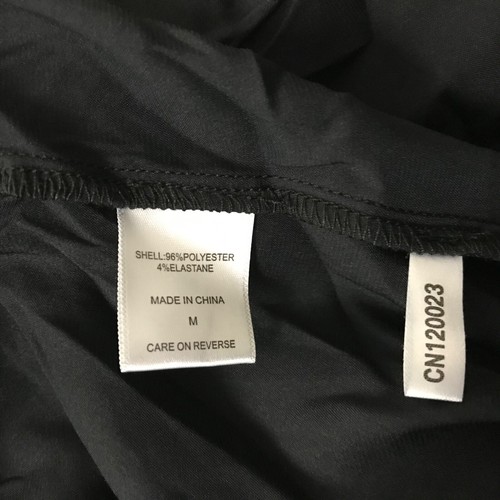 SHELL:96%POLYESTER
4%ELASTANE
MADE IN CHINA
M
CARE ON REVERSE
CN120023